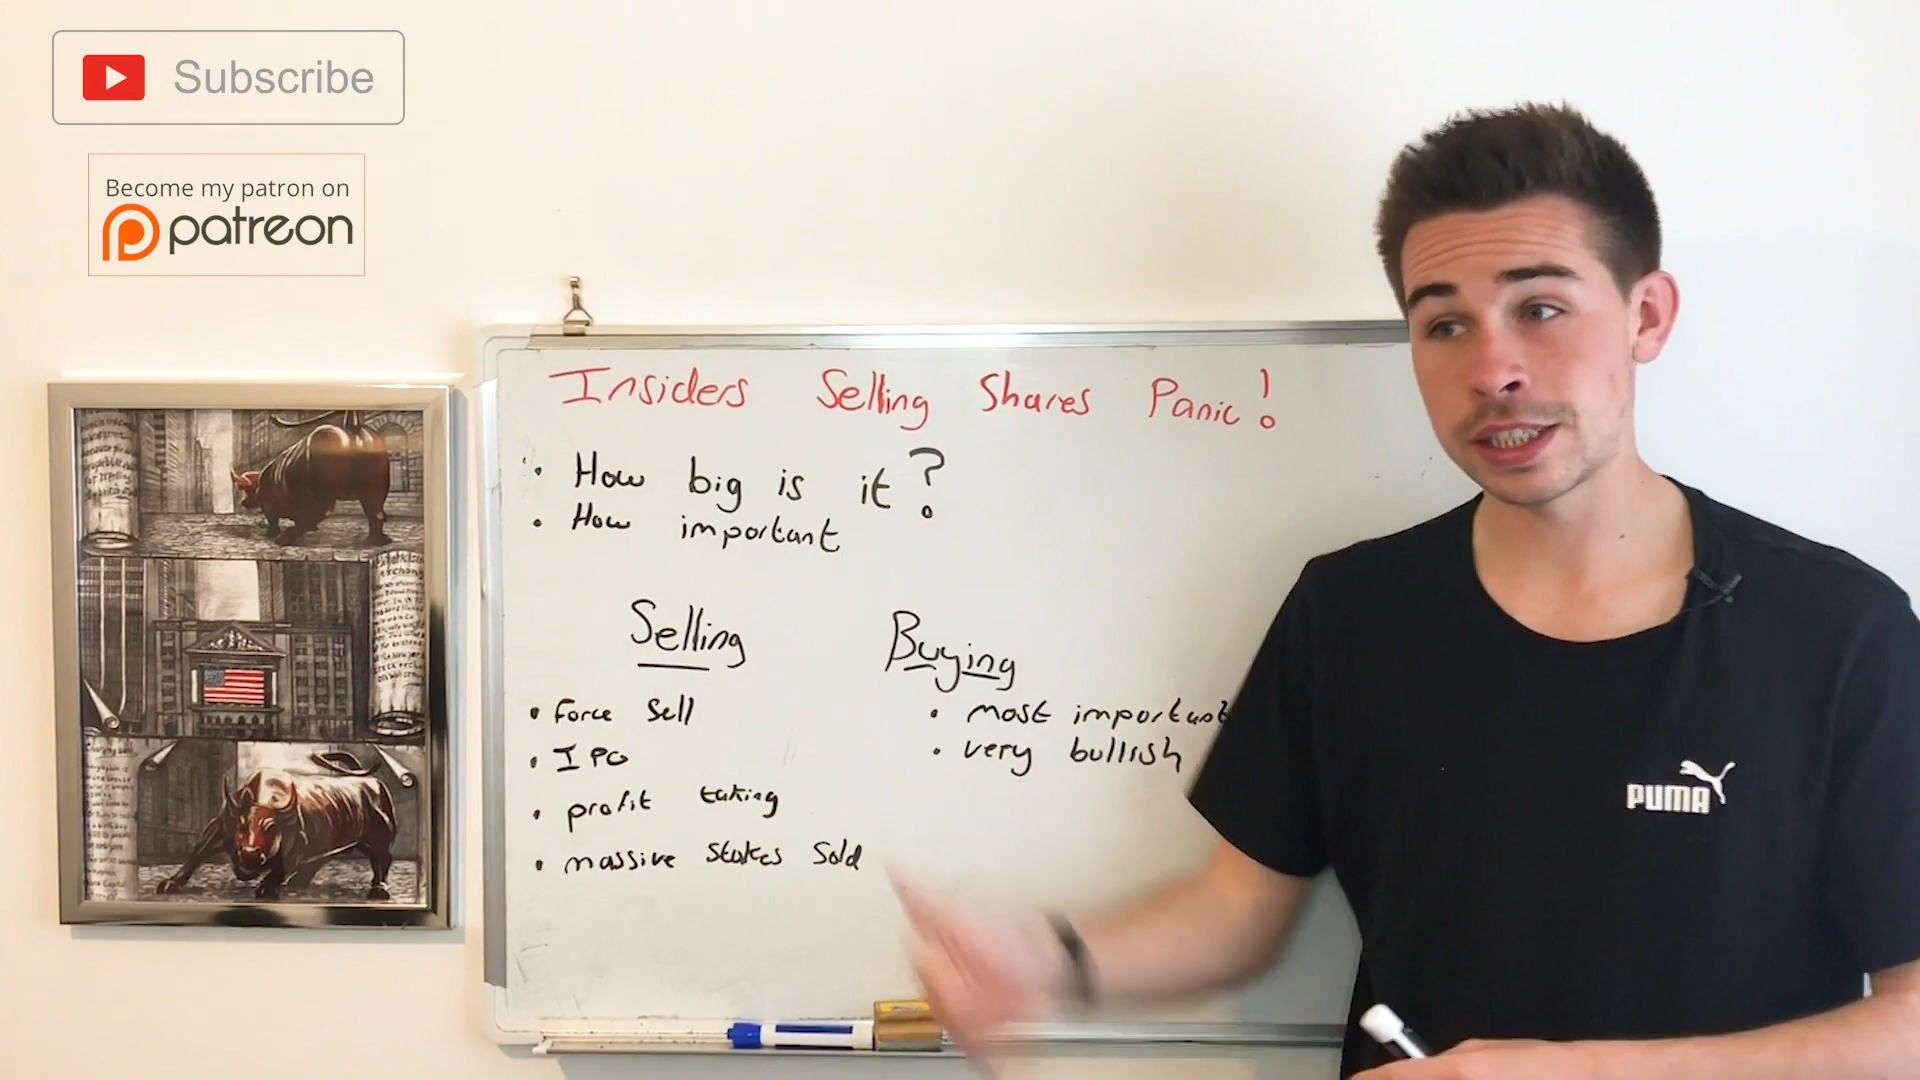 Subscribe
Become my patron on
patreon
Insiders Selling Shares Panic!
• How big is it?
• How important
Selling
Buying
• Force Sell
• IPO
• profit taking
• massive Stakes Sold
• most important
• very bullish
PUMA